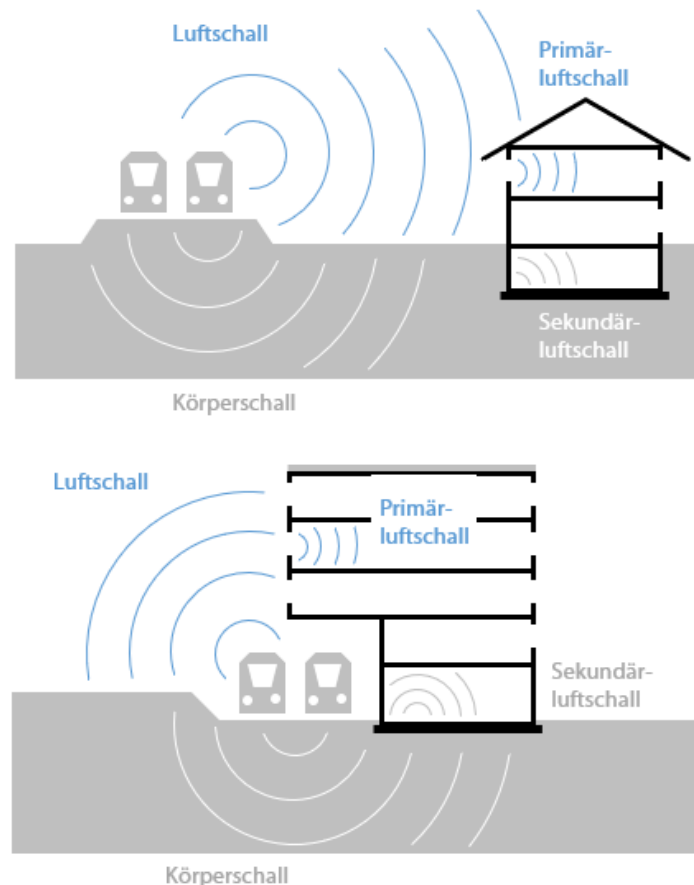 Luftschall
Primär-
luftschall
Sekundär-
luftschall
Körperschall
Luftschall
Primär-
luftschall
Sekundär-
luftschall
Körperschall